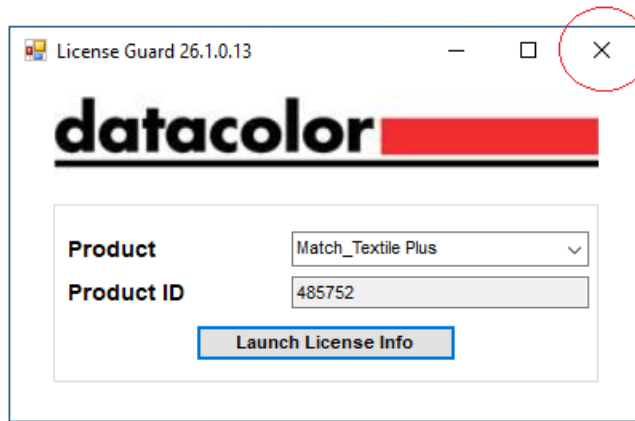 License Guard 26.1.0.13
datacolor
Product Match_Textile Plus
Product ID 485752
Launch License Info